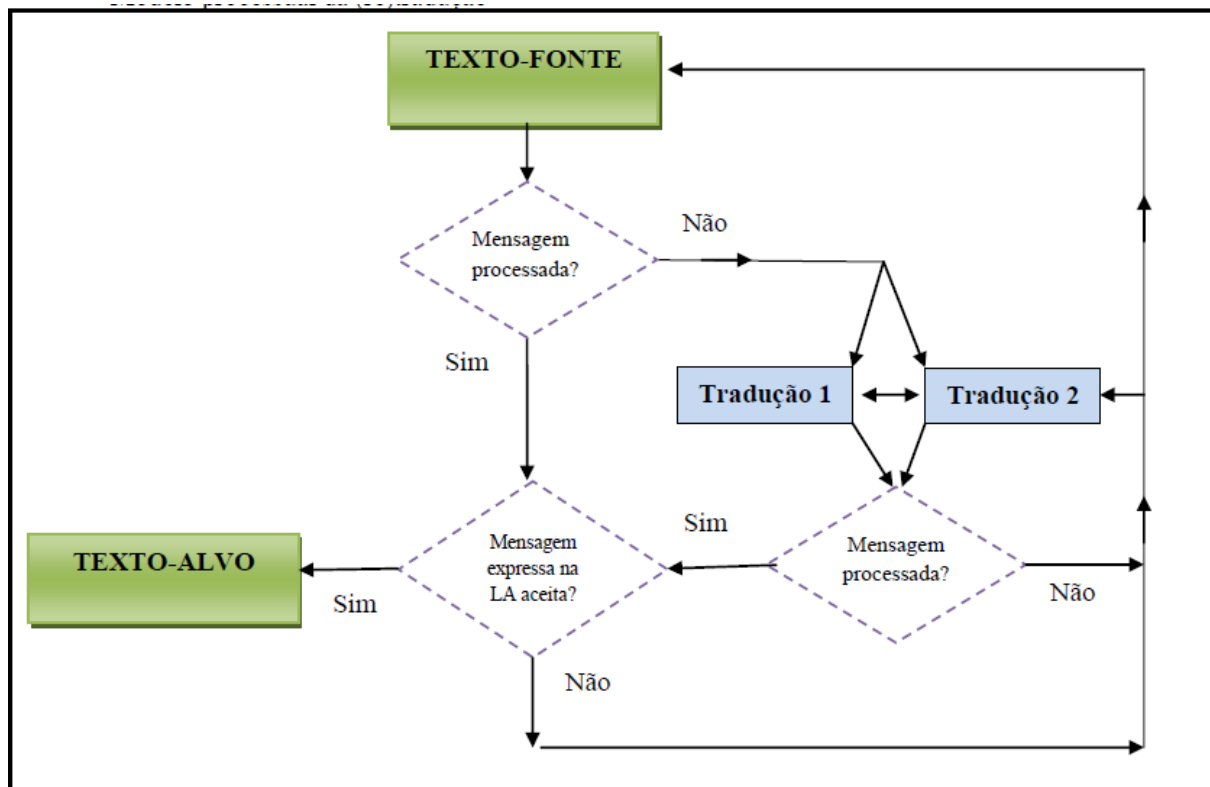 TEXTO-FONTE
Mensagem
processada?
Não
Sim
Tradução 1
Tradução 2
TEXTO-ALVO
Sim
Mensagem
expressa na
LA aceita?
Sim
Mensagem
processada?
Não
Não